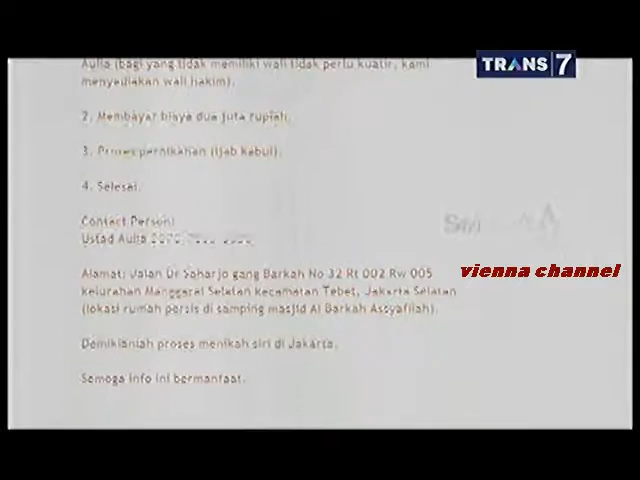 Aulia (bagi yang tidak memiliki wali tidak perlu kuatir, kami
menyediakan wali hakim).
2. Membayar biaya dua juta rupiah.
3. Proses pernikahan (ijab kabul).
4. Selesai.
Contact Person:
Ustad Aulia
Alamat: Jalan Dr Saharjo gang Barkah No 32 Rt 002 Rw 005
kelurahan Manggarai Selatan kecamatan Tebet, Jakarta Selatan
(lokasi rumah persis di samping masjid Al Barkah Assyafiiah).
Demikianlah proses menikah siri di Jakarta.
Semoga info ini bermanfaat.
TRANS 7
vienna channel